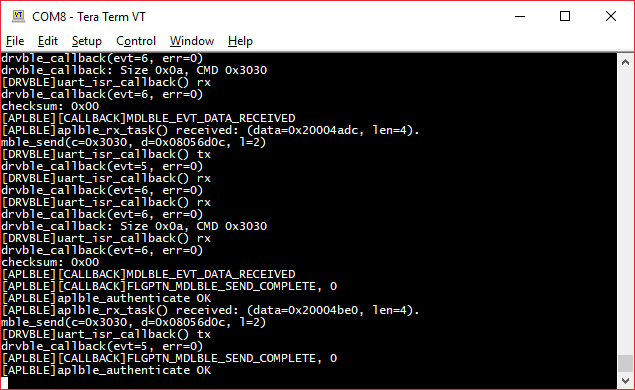 COM8 - Tera Term VT
File Edit Setup Control Window Help
drvble_callback(evt=6, err=0)
drvble_callback: Size 0x0a, CMD 0x3030
[DRVBLE]uart_isr_callback() rx
drvble_callback(evt=6, err=0)
checksum: 0x00
[APLBLE][CALLBACK]MDLBLE_EVT_DATA_RECEIVED
[APLBLE]aplble_rx_task() received: (data=0x20004adc, len=4).
mble_send(c=0x3030, d=0x08056d0c, l=2)
[DRVBLE]uart_isr_callback() tx
drvble_callback(evt=5, err=0)
[DRVBLE]uart_isr_callback() rx
drvble_callback(evt=6, err=0)
[DRVBLE]uart_isr_callback() rx
drvble_callback(evt=6, err=0)
drvble_callback: Size 0x0a, CMD 0x3030
[DRVBLE]uart_isr_callback() rx
drvble_callback(evt=6, err=0)
checksum: 0x00
[APLBLE][CALLBACK]MDLBLE_EVT_DATA_RECEIVED
[APLBLE][CALLBACK]FLGPTN_MDLBLE_SEND_COMPLETE, 0
[APLBLE]aplble_authenticate OK
[APLBLE]aplble_rx_task() received: (data=0x20004be0, len=4).
mble_send(c=0x3030, d=0x08056d0c, l=2)
[DRVBLE]uart_isr_callback() tx
drvble_callback(evt=5, err=0)
[APLBLE][CALLBACK]FLGPTN_MDLBLE_SEND_COMPLETE, 0
[APLBLE]aplble_authenticate OK